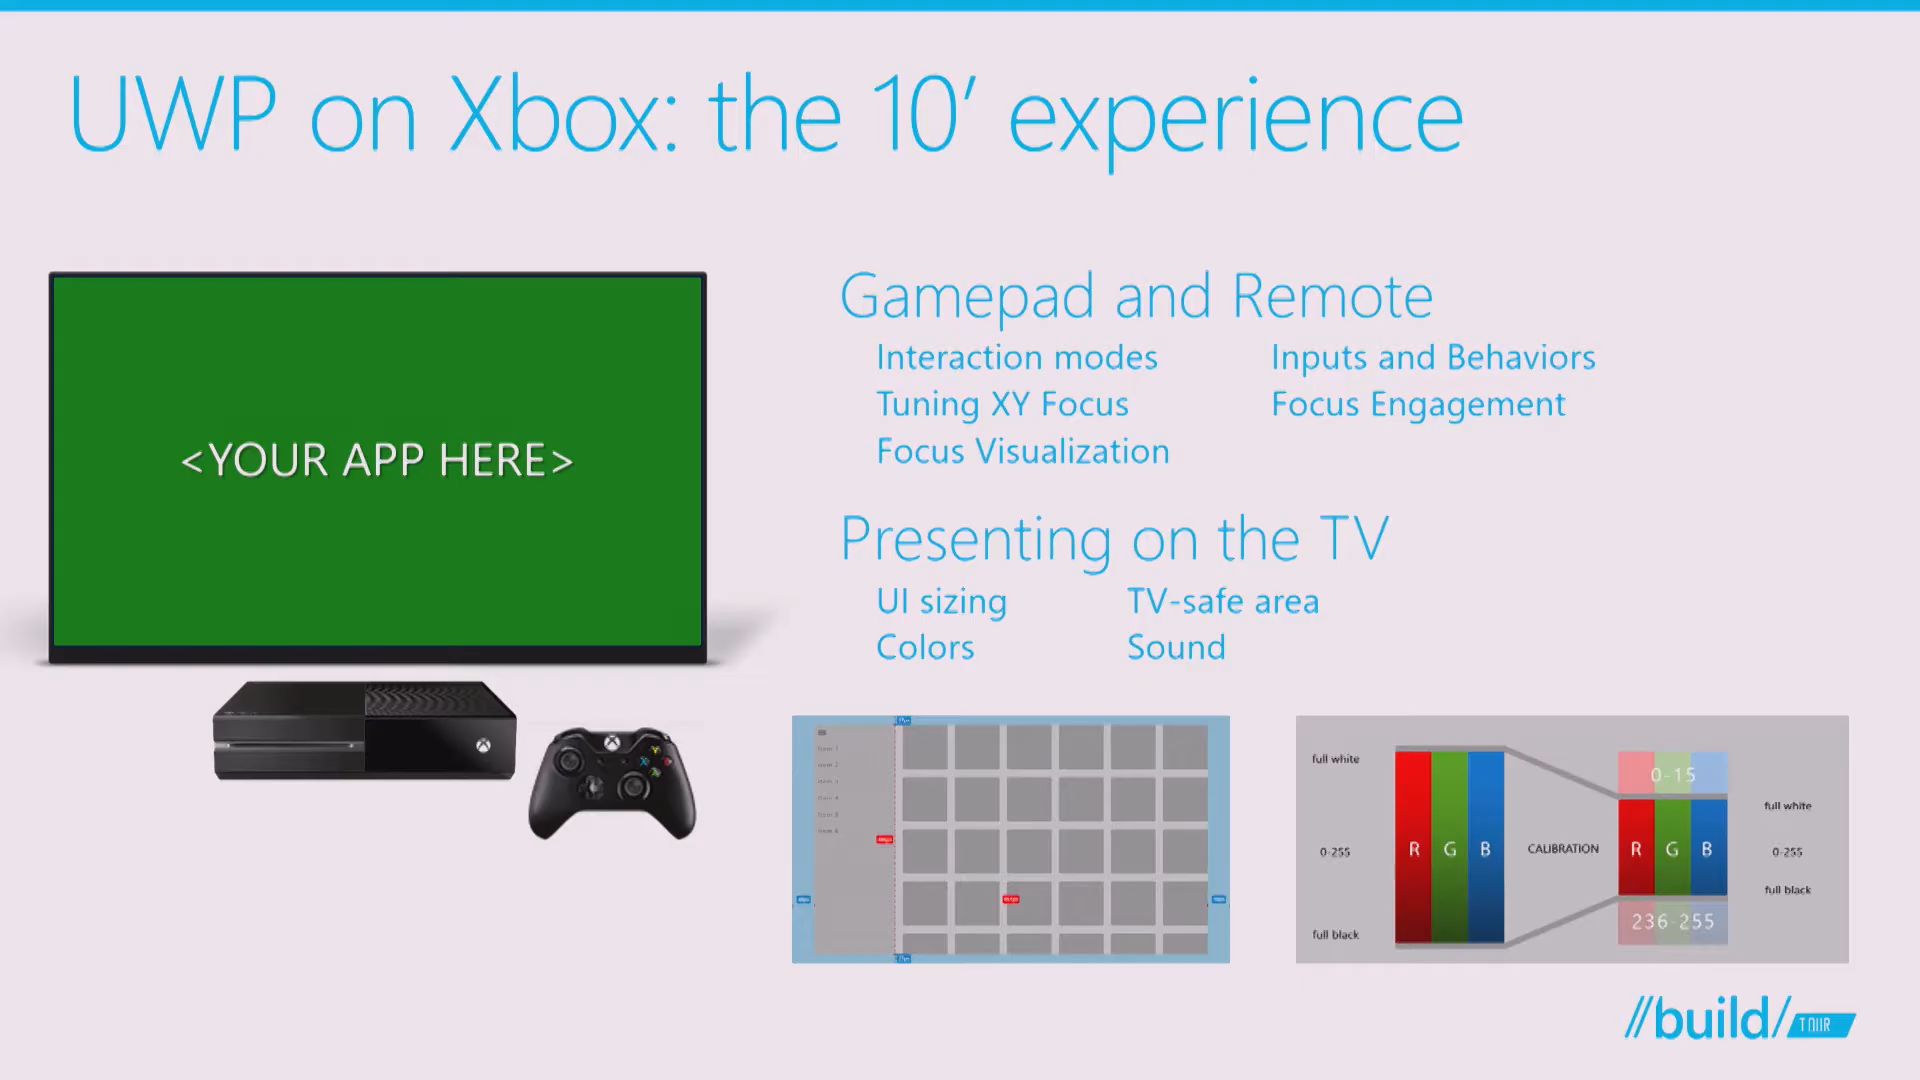 UWP on Xbox: the 10′ experience
<YOUR APP HERE>
Gamepad and Remote
Interaction modes
Inputs and Behaviors
Tuning XY Focus
Focus Engagement
Focus Visualization
Presenting on the TV
UI sizing
TV-safe area
Colors
Sound
full white
0-255
full black
R G B
CALIBRATION
0-15
R G B
236-255
full white
0-255
full black
//build/ TOUR